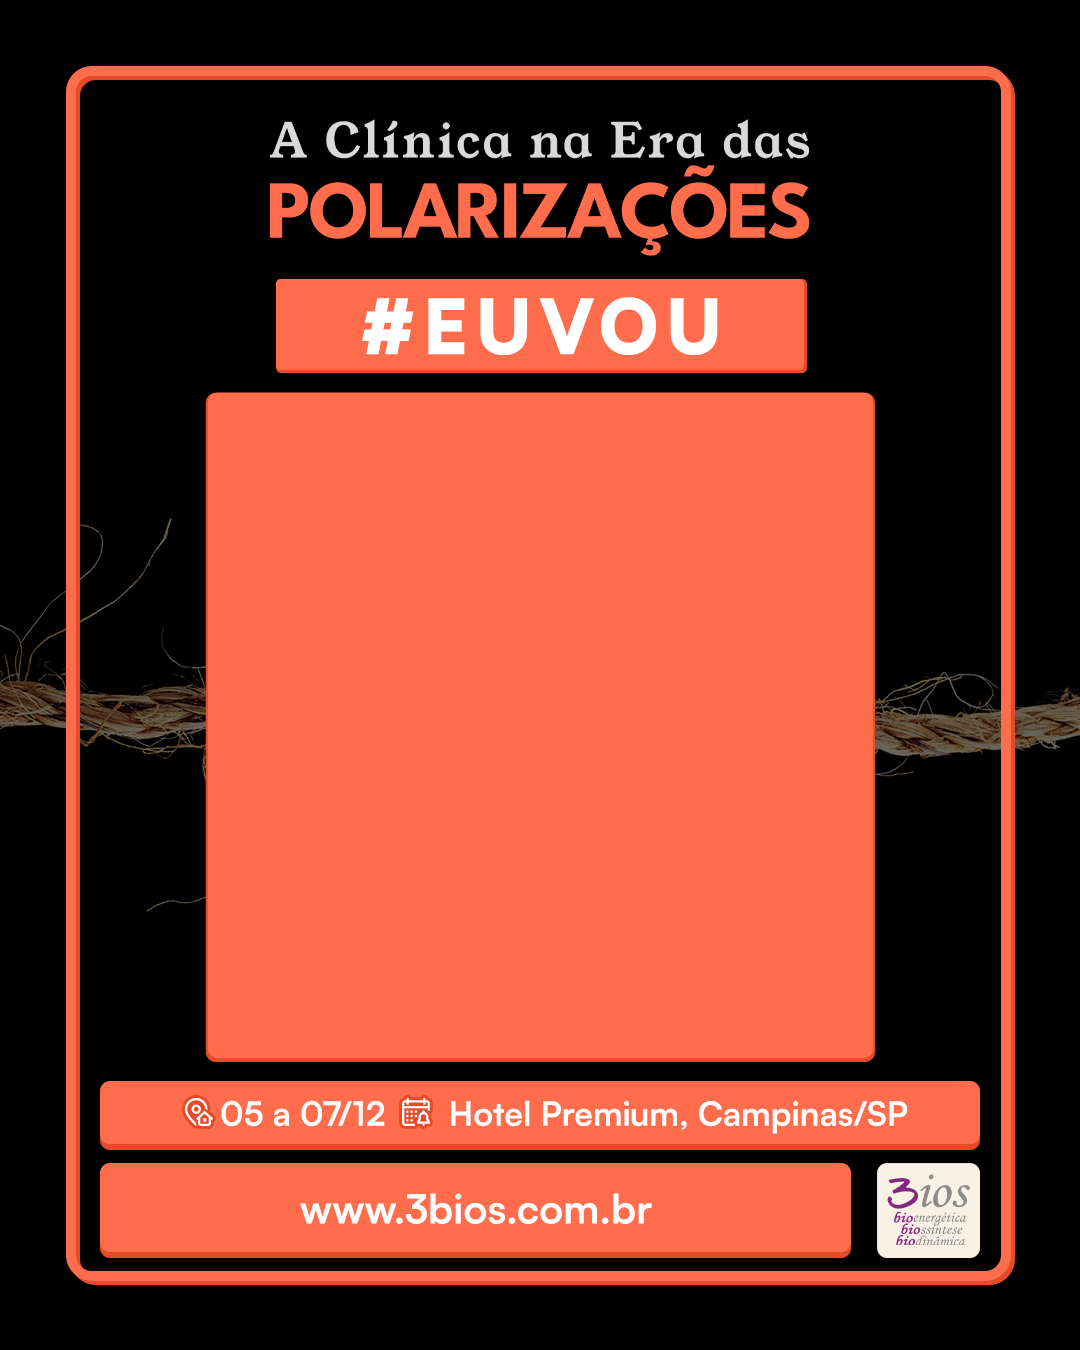 A Clínica na Era das
POLARIZAÇÕES
#EUVOU
05 a 07/12 Hotel Premium, Campinas/SP
www.3bios.com.br
3ios
bioenergética
biossíntese
biodinâmica